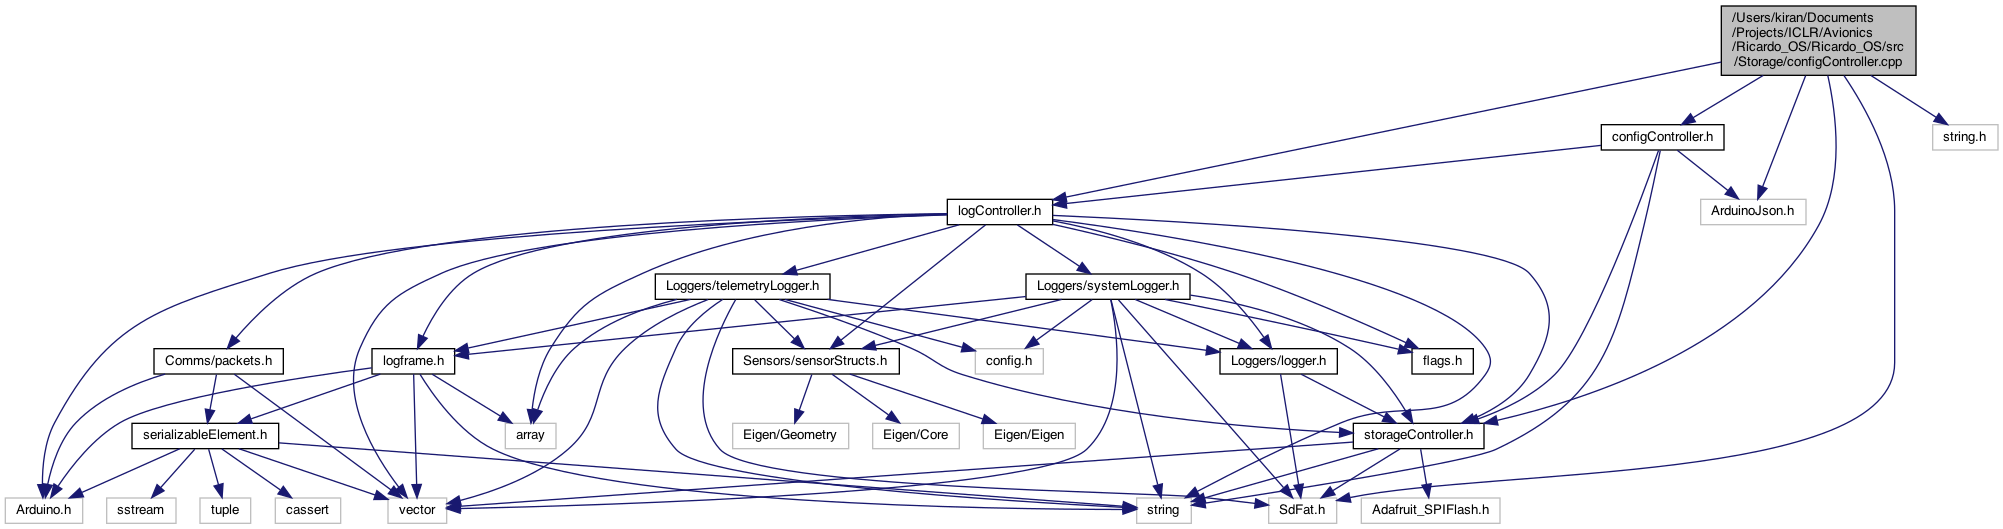 /Users/kiran/Documents
/Projects/ICLR/Avionics
/Ricardo_OS/Ricardo_OS/src
/Storage/configController.cpp
configController.h
string.h
logController.h
ArduinoJson.h
Loggers/telemetryLogger.h
Loggers/systemLogger.h
Comms/packets.h
logframe.h
Sensors/sensorStructs.h
config.h
Loggers/logger.h
flags.h
serializableElement.h
array
Eigen/Geometry
Eigen/Core
Eigen/Eigen
storageController.h
Arduino.h
sstream
tuple
cassert
vector
string
SdFat.h
Adafruit_SPIFlash.h